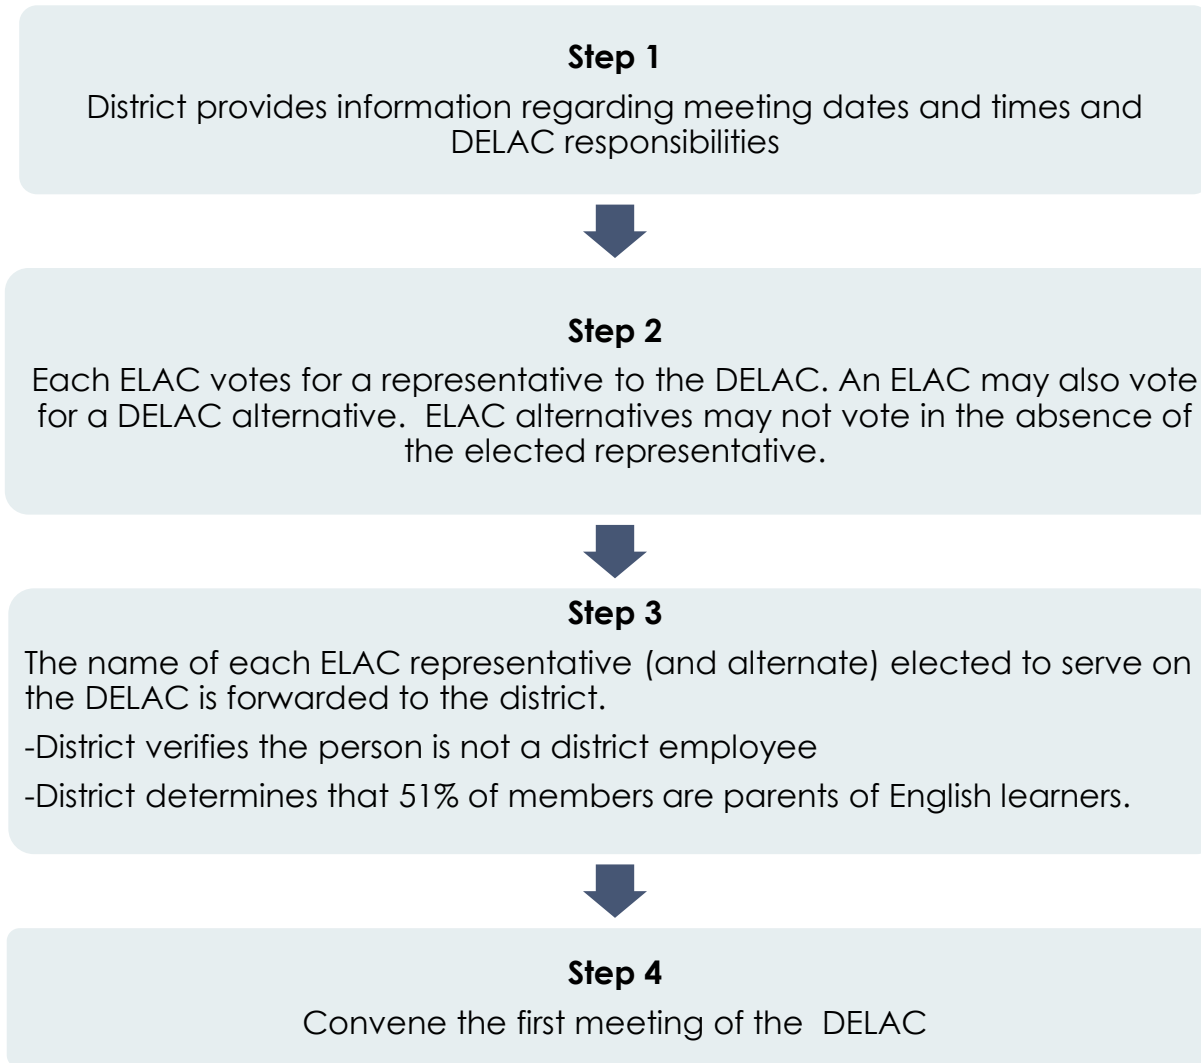 Step 1
District provides information regarding meeting dates and times and
DELAC responsibilities
Step 2
Each ELAC votes for a representative to the DELAC. An ELAC may also vote
for a DELAC alternative.  ELAC alternatives may not vote in the absence of
the elected representative.
Step 3
The name of each ELAC representative (and alternate) elected to serve on
the DELAC is forwarded to the district.
-District verifies the person is not a district employee
-District determines that 51% of members are parents of English learners.
Step 4
Convene the first meeting of the  DELAC